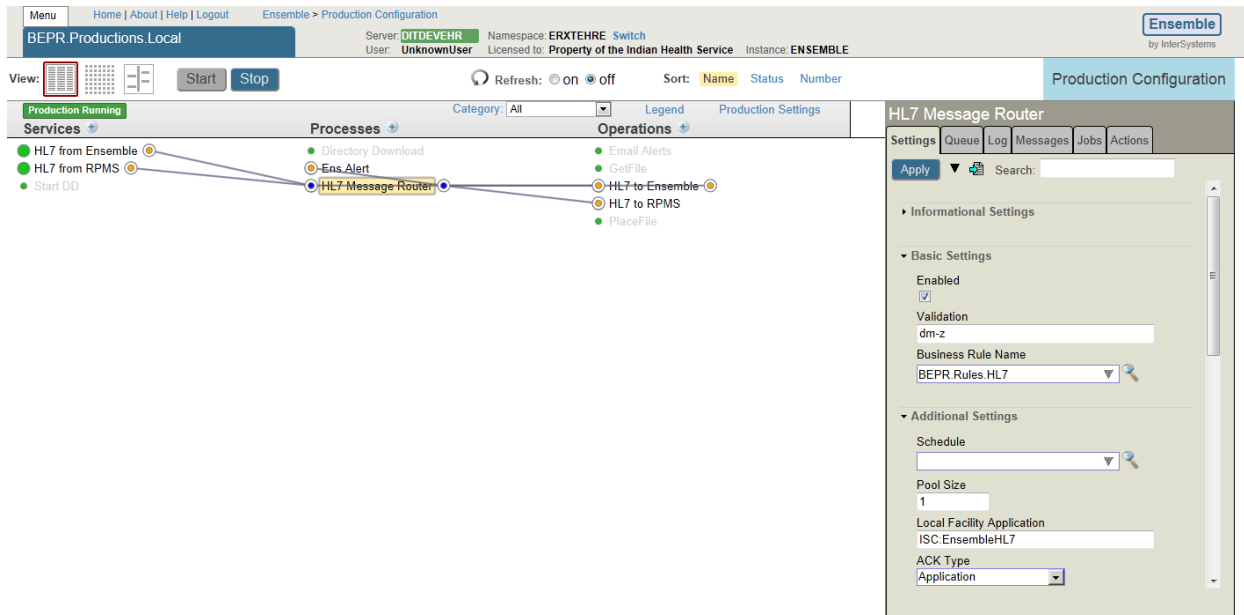 Menu Home | About | Help | Logout Ensemble > Production Configuration
BEPR.Productions.Local
Server: DITDEVEHR Namespace: ERXTEHRE Switch
User: UnknownUser Licensed to: Property of the Indian Health Service Instance: ENSEMBLE
Ensemble
by InterSystems
View: Start Stop Refresh: on off Sort: Name Status Number
Production Configuration
Production Running Category: All Legend Production Settings
Services Processes Operations
HL7 from Ensemble Directory Download Email Alerts
HL7 from RPMS Ens.Alert GetFile
Start DD HL7 Message Router HL7 to Ensemble
HL7 to RPMS
PlaceFile
HL7 Message Router
Settings Queue Log Messages Jobs Actions
Apply Search:
Informational Settings
Basic Settings
Enabled
Validation
dm-z
Business Rule Name
BEPR.Rules.HL7
Additional Settings
Schedule
Pool Size
1
Local Facility Application
ISC:EnsembleHL7
ACK Type
Application